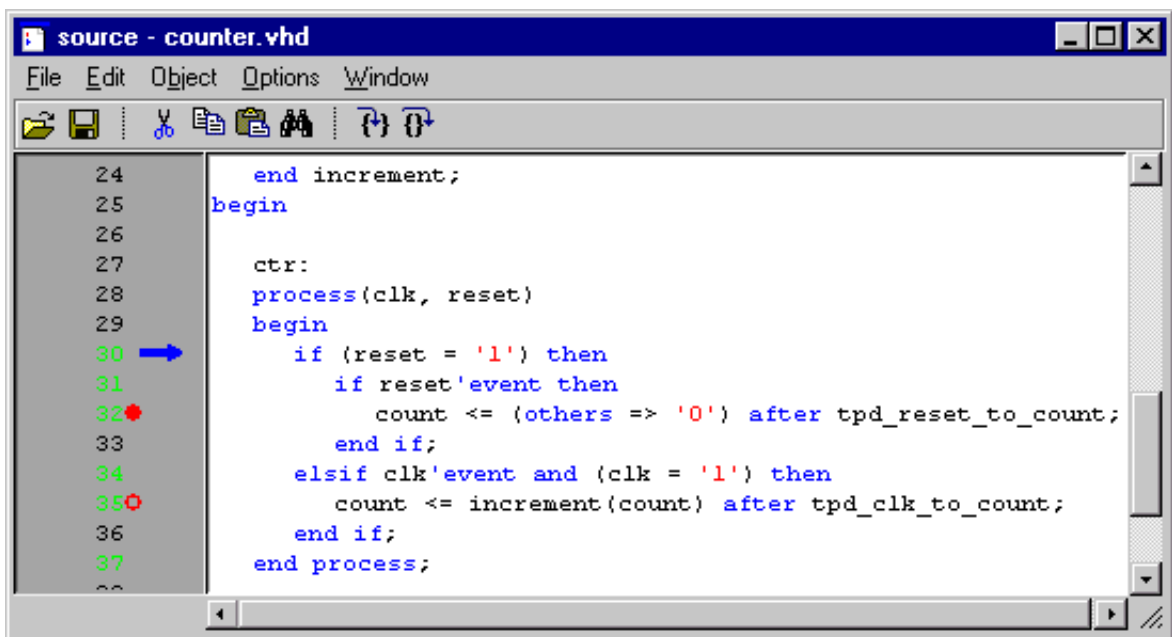 source - counter.vhd
File Edit Object Options Window
24 end increment;
25 begin
26
27 ctr:
28 process(clk, reset)
29 begin
30 if (reset = '1') then
31 if reset'event then
32 count <= (others => '0') after tpd_reset_to_count;
33 end if;
34 elsif clk'event and (clk = '1') then
35 count <= increment(count) after tpd_clk_to_count;
36 end if;
37 end process;